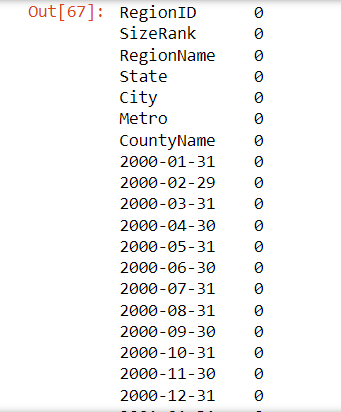 Out[67]: RegionID 0
SizeRank 0
RegionName 0
State 0
City 0
Metro 0
CountyName 0
2000-01-31 0
2000-02-29 0
2000-03-31 0
2000-04-30 0
2000-05-31 0
2000-06-30 0
2000-07-31 0
2000-08-31 0
2000-09-30 0
2000-10-31 0
2000-11-30 0
2000-12-31 0